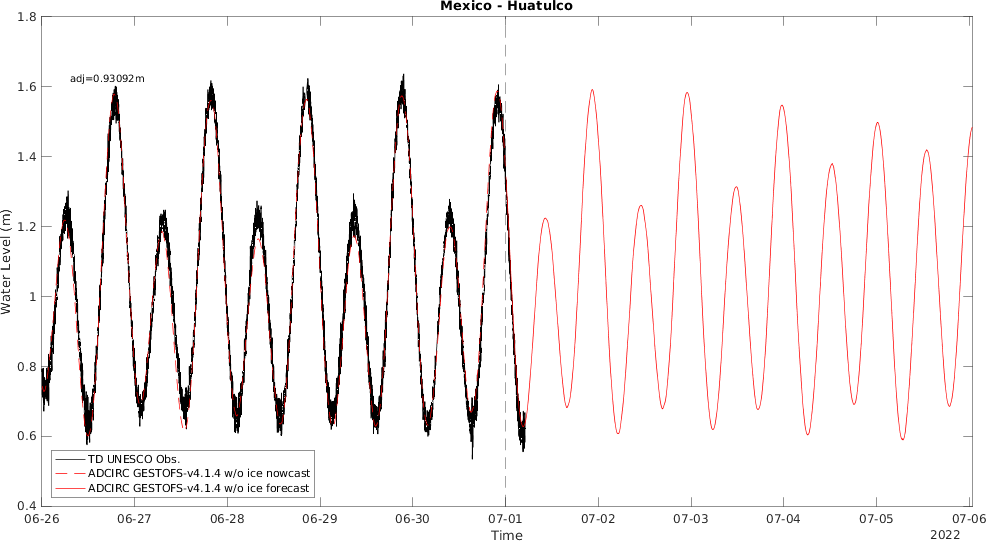 Mexico - Huatulco
1.8
1.6
1.4
1.2
1
0.8
0.6
0.4
Water Level (m)
adj=0.93092m
TD UNESCO Obs.
ADCIRC GESTOFS-v4.1.4 w/o ice nowcast
ADCIRC GESTOFS-v4.1.4 w/o ice forecast
06-26 06-27 06-28 06-29 06-30 07-01 07-02 07-03 07-04 07-05 07-06
Time
2022